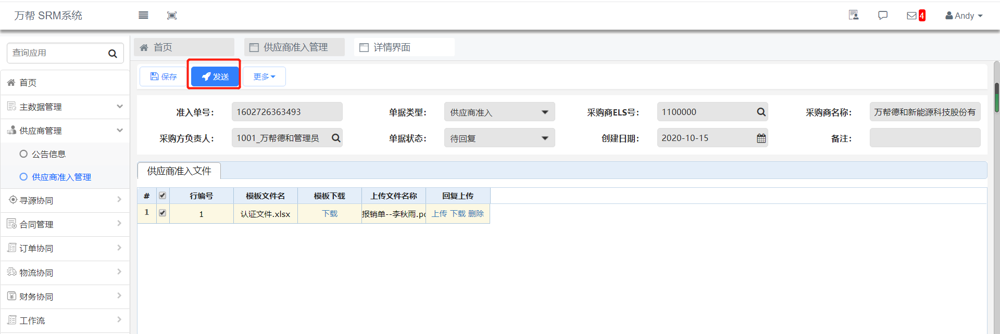 万帮 SRM系统
4
Andy
查询应用
首页
供应商准入管理
详情界面
保存
发送
更多
首页
主数据管理
供应商管理
公告信息
供应商准入管理
寻源协同
合同管理
订单协同
物流协同
财务协同
工作流
准入单号：
1602726363493
单据类型：
供应商准入
采购商ELS号：
1100000
采购商名称：
万帮德和新能源科技股份有
采购方负责人：
1001_万帮德和管理员
单据状态：
待回复
创建日期：
2020-10-15
备注：
供应商准入文件
# 行编号 模板文件名 模板下载 上传文件名称 回复上传
1 1 认证文件.xlsx 下载 报销单--李秋雨.pc 上传 下载 删除